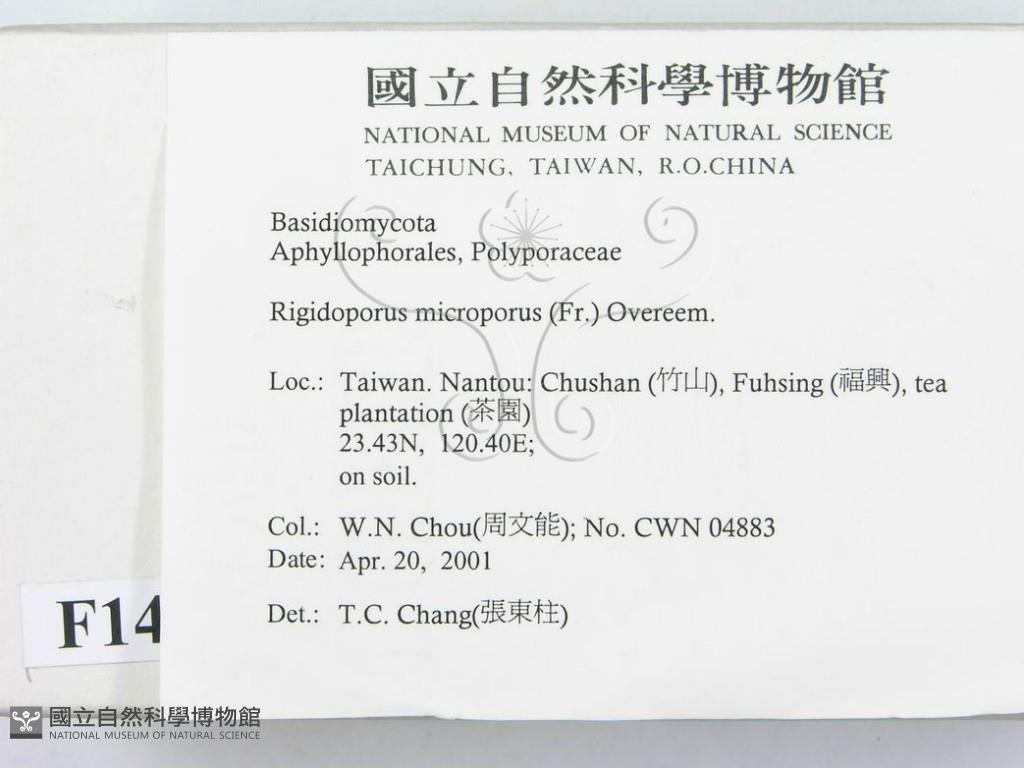 國立自然科學博物館
NATIONAL MUSEUM OF NATURAL SCIENCE
TAICHUNG, TAIWAN, R.O.CHINA
Basidiomycota
Aphyllophorales, Polyporaceae
Rigidoporus microporus (Fr.) Overeem.
Loc.: Taiwan. Nantou: Chushan (竹山), Fuhsing (福興), tea
plantation (茶園)
23.43N, 120.40E;
on soil.
Col.: W.N. Chou(周文能); No. CWN 04883
Date: Apr. 20, 2001
Det.: T.C. Chang(張東柱)
F14
國立自然科學博物館
NATIONAL MUSEUM OF NATURAL SCIENCE